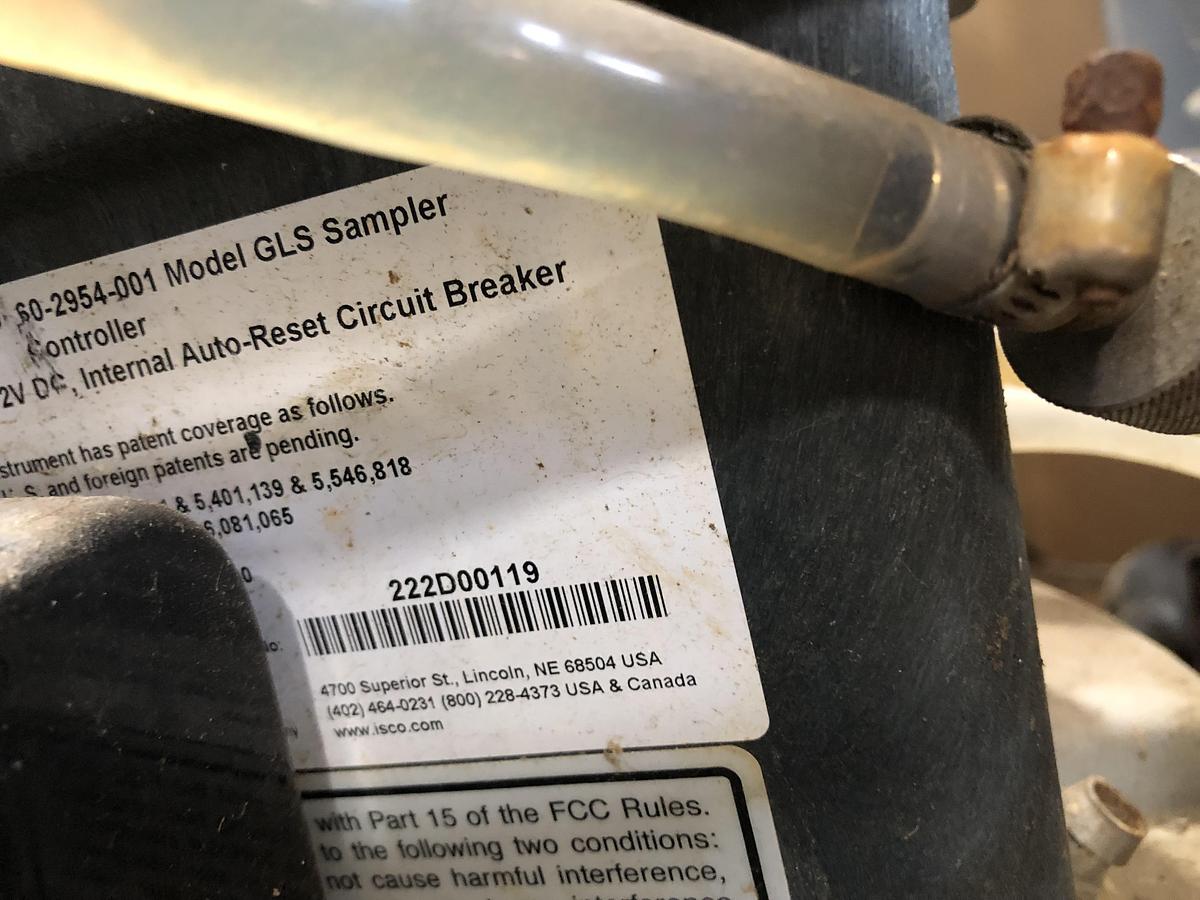 60-2954-001 Model GLS Sampler
Controller
2V DC, Internal Auto-Reset Circuit Breaker
strument has patent coverage as follows.
U. S. and foreign patents are pending.
& 5,401,139 & 5,546,818
6,081,065
0
222D00119
No:
4700 Superior St., Lincoln, NE 68504 USA
(402) 464-0231 (800) 228-4373 USA & Canada
www.isco.com
with Part 15 of the FCC Rules.
to the following two conditions:
not cause harmful interference,
interference